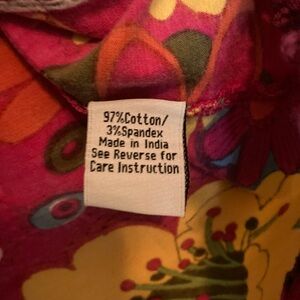 97%Cotton/
3%Spandex
Made in India
See Reverse for
Care Instruction